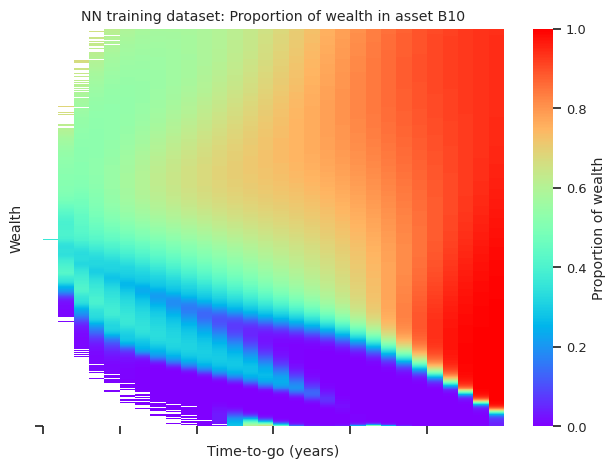 NN training dataset: Proportion of wealth in asset B10
Wealth
Time-to-go (years)
1.0
0.8
0.6
0.4
0.2
0.0
Proportion of wealth